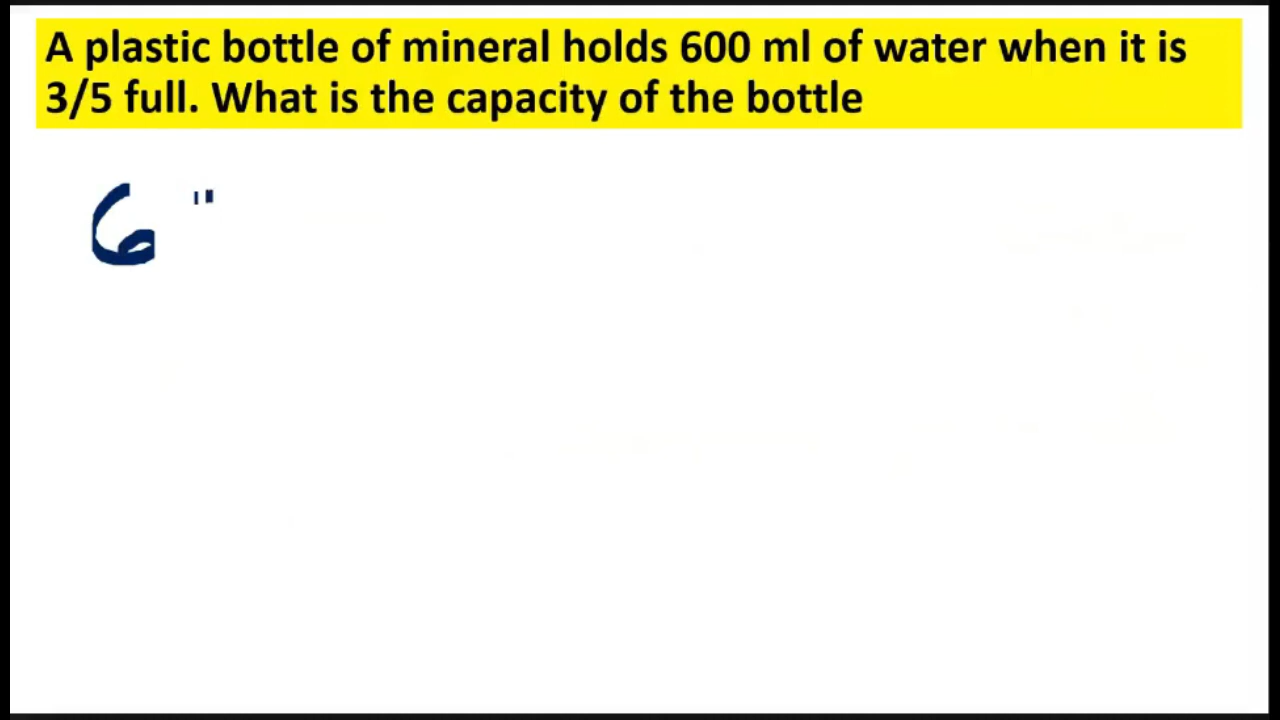 A plastic bottle of mineral holds 600 ml of water when it is
3/5 full. What is the capacity of the bottle
6